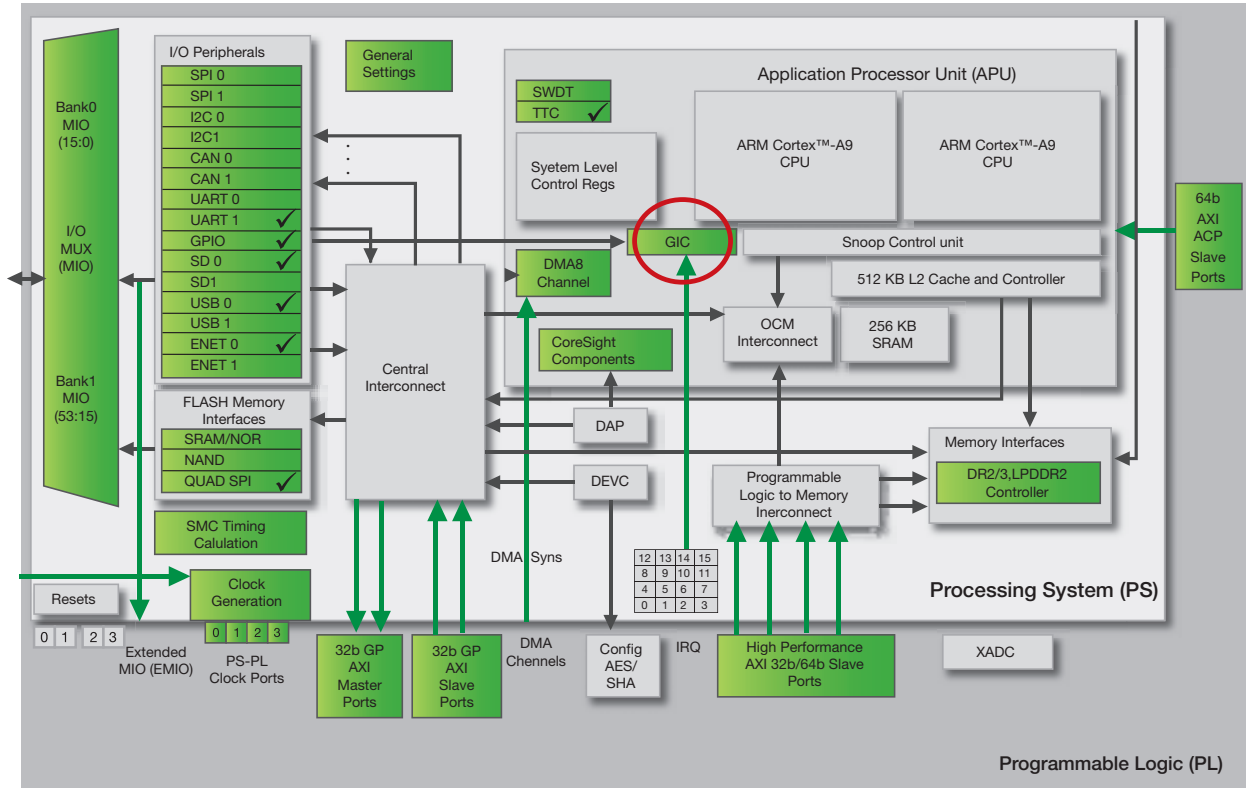 I/O Peripherals
SPI 0
SPI 1
I2C 0
I2C1
CAN 0
CAN 1
UART 0
UART 1
GPIO
SD 0
SD1
USB 0
USB 1
ENET 0
ENET 1
Bank0
MIO
(15:0)
I/O
MUX
(MIO)
Bank1
MIO
(53:15)
FLASH Memory
Interfaces
SRAM/NOR
NAND
QUAD SPI
SMC Timing
Calulation
Clock
Generation
Resets
0 1 2 3
Extended
MIO (EMIO)
0 1 2 3
PS-PL
Clock Ports
General
Settings
Central
Interconnect
32b GP
AXI
Master
Ports
32b GP
AXI
Slave
Ports
Application Processor Unit (APU)
SWDT
TTC
System Level
Control Regs
ARM Cortex™-A9
CPU
ARM Cortex™-A9
CPU
GIC
Snoop Control unit
DMA8
Channel
512 KB L2 Cache and Controller
OCM
Interconnect
256 KB
SRAM
CoreSight
Components
DAP
DEVC
Programmable
Logic to Memory
Inerconnect
Memory Interfaces
DR2/3,LPDDR2
Controller
64b
AXI
ACP
Slave
Ports
DMA Syns
12 13 14 15
8 9 10 11
4 5 6 7
0 1 2 3
DMA
Channels
Config
AES/
SHA
IRQ
High Performance
AXI 32b/64b Slave
Ports
XADC
Processing System (PS)
Programmable Logic (PL)